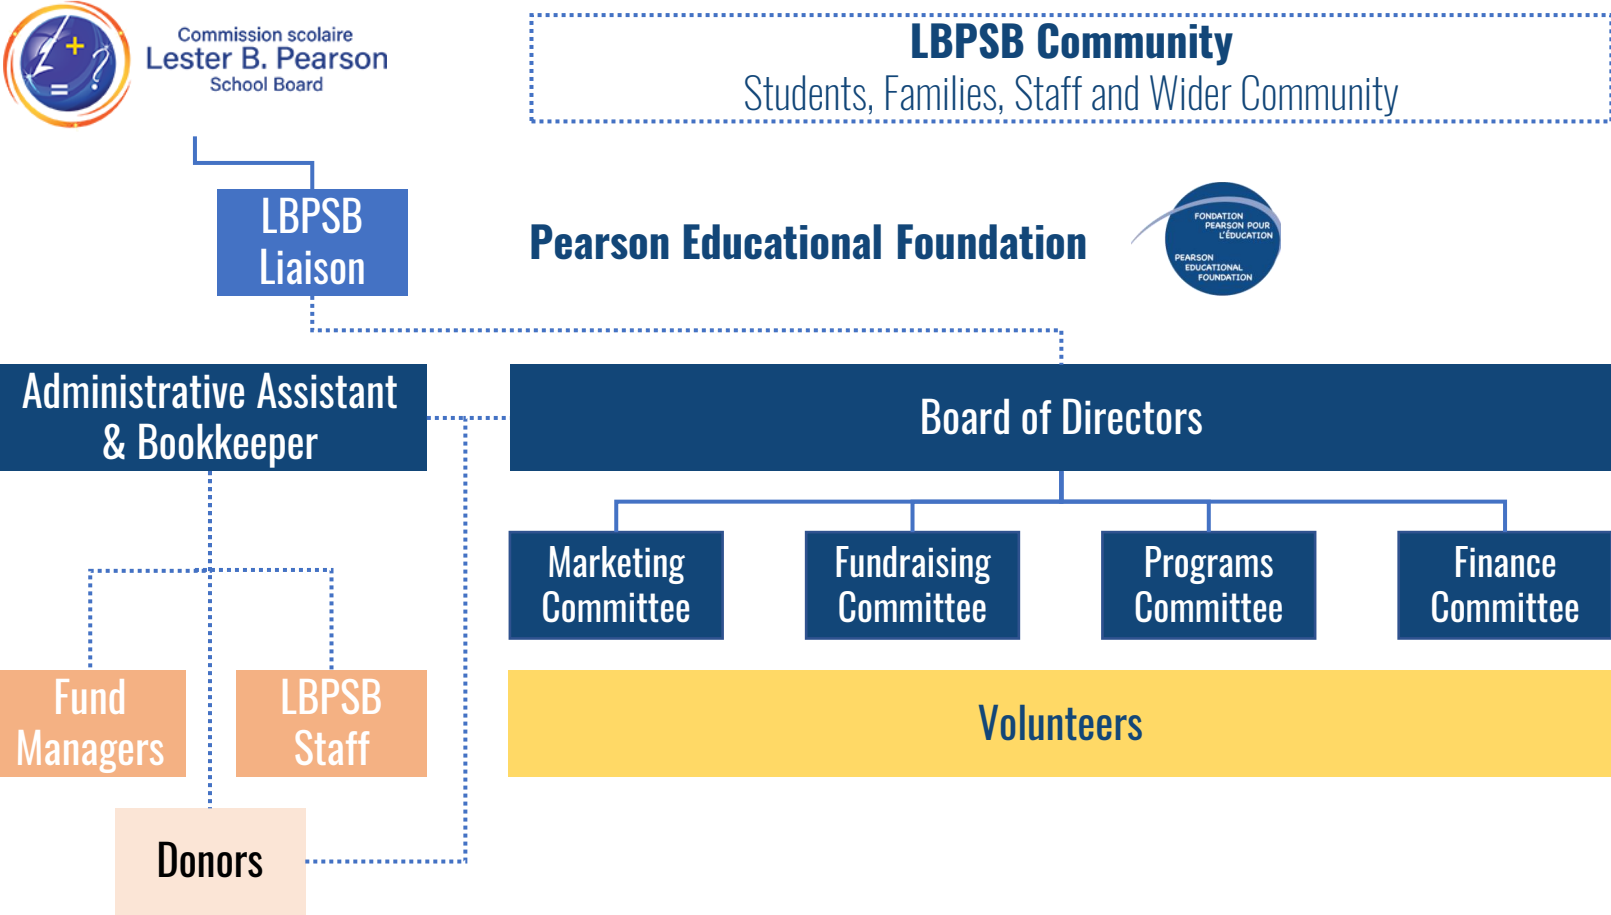 Commission scolaire
Lester B. Pearson
School Board
LBPSB Community
Students, Families, Staff and Wider Community
LBPSB
Liaison
Pearson Educational Foundation
FONDATION
PEARSON POUR
L'ÉDUCATION
PEARSON
EDUCATIONAL
FOUNDATION
Administrative Assistant
& Bookkeeper
Board of Directors
Marketing
Committee
Fundraising
Committee
Programs
Committee
Finance
Committee
Fund
Managers
LBPSB
Staff
Volunteers
Donors